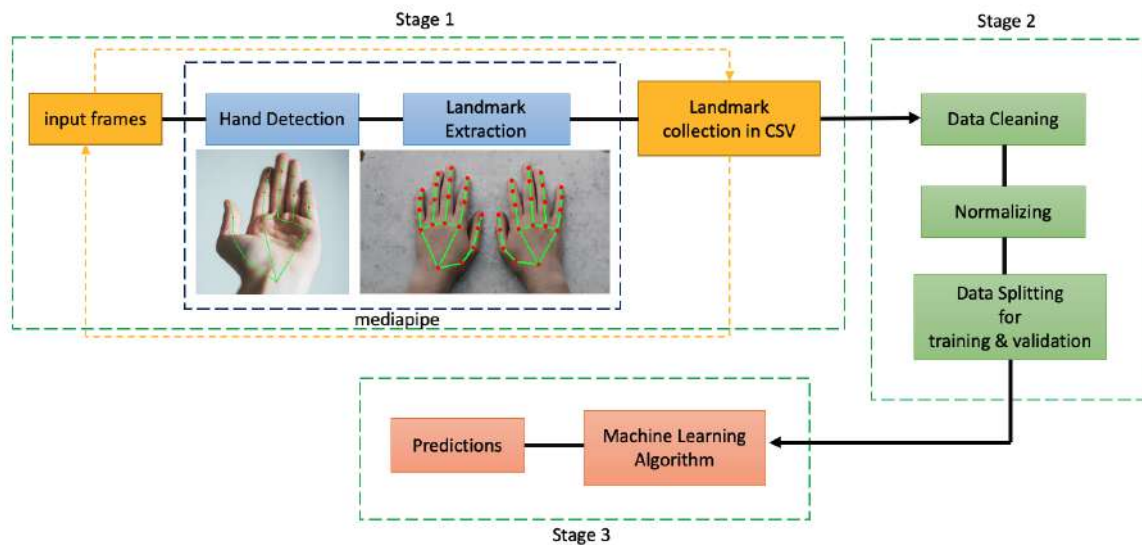 Stage 1
Stage 2
input frames
Hand Detection
Landmark
Extraction
Landmark
collection in CSV
Data Cleaning
Normalizing
Data Splitting
for
training & validation
mediapipe
Predictions
Machine Learning
Algorithm
Stage 3